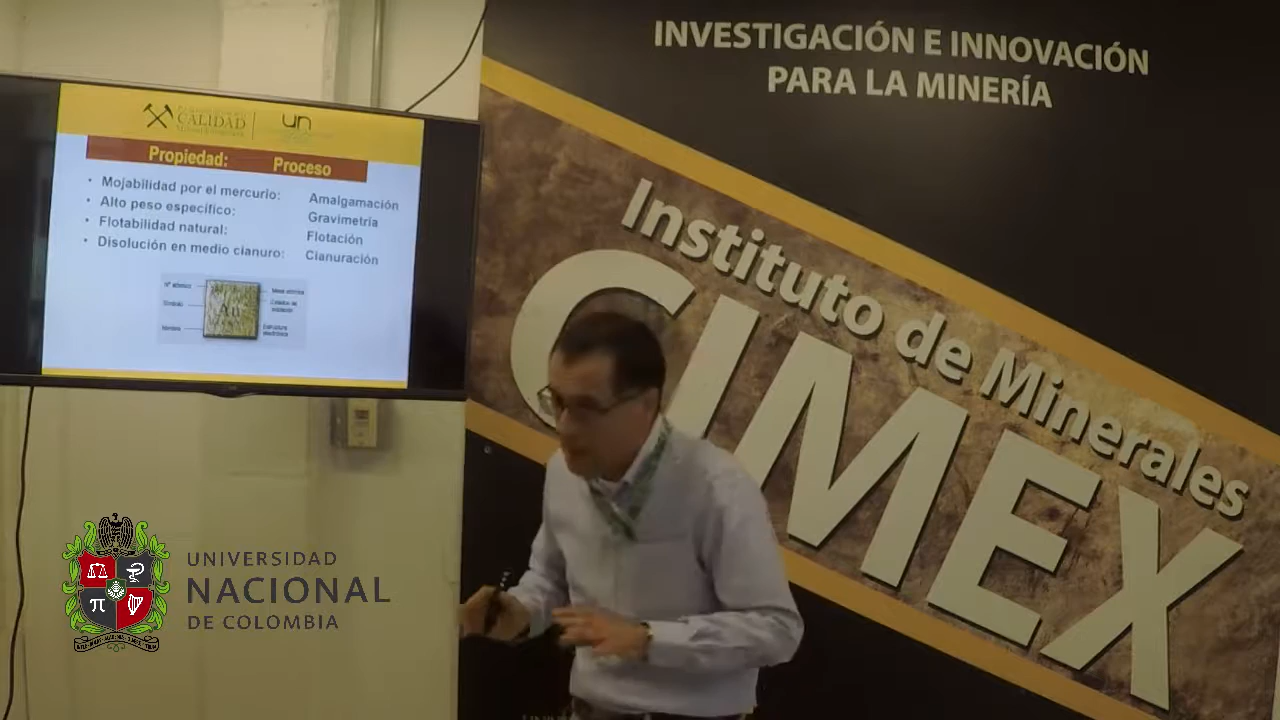 INVESTIGACIÓN E INNOVACIÓN
PARA LA MINERÍA
CALIDAD
un
Propiedad: Proceso
• Mojabilidad por el mercurio: Amalgamación
• Alto peso específico: Gravimetría
• Flotabilidad natural: Flotación
• Disolución en medio cianuro: Cianuración
Au
Instituto de Minerales
CIMEX
UNIVERSIDAD
NACIONAL
DE COLOMBIA